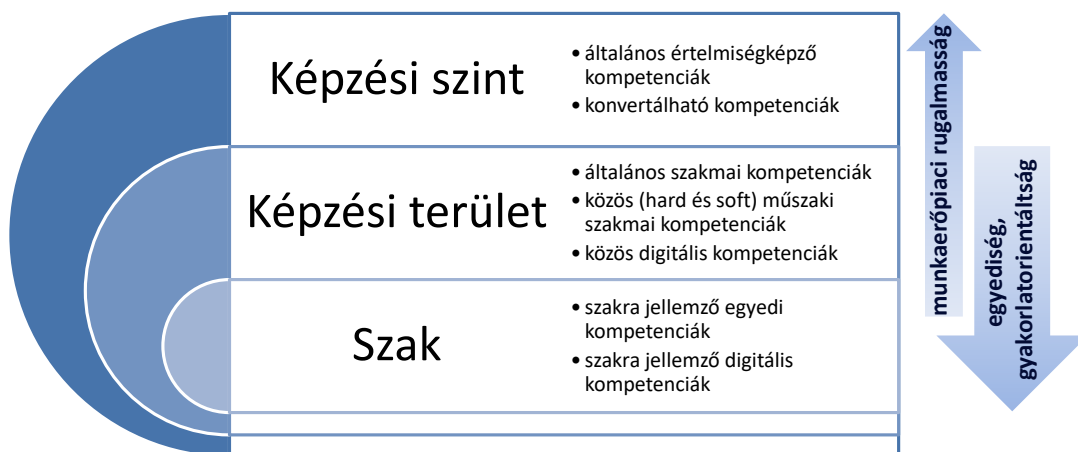 Képzési szint
• általános értelmiségképző
kompetenciák
• konvertálható kompetenciák
Képzési terület
• általános szakmai kompetenciák
• közös (hard és soft) műszaki
szakmai kompetenciák
• közös digitális kompetenciák
Szak
• szakra jellemző egyedi
kompetenciák
• szakra jellemző digitális
kompetenciák
munkaerőpiaci rugalmasság
egyediség,
gyakorlatorientáltság